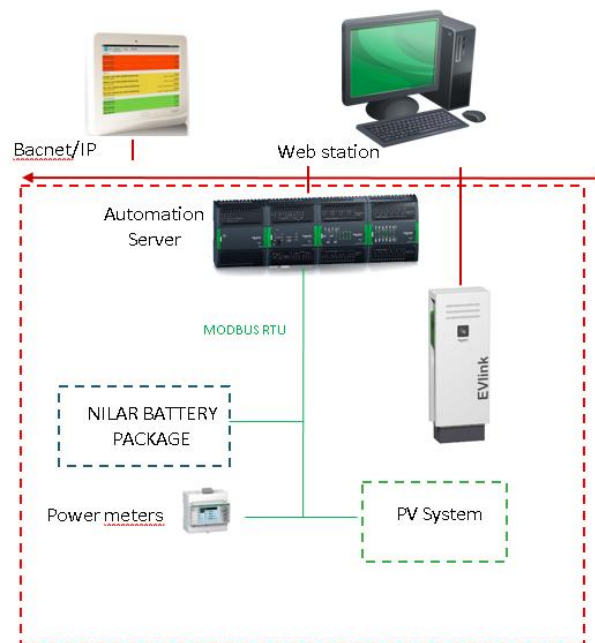 Bacnet/IP
Web station
Automation
Server
MODBUS RTU
EVlink
NILAR BATTERY
PACKAGE
Power meters
PV System